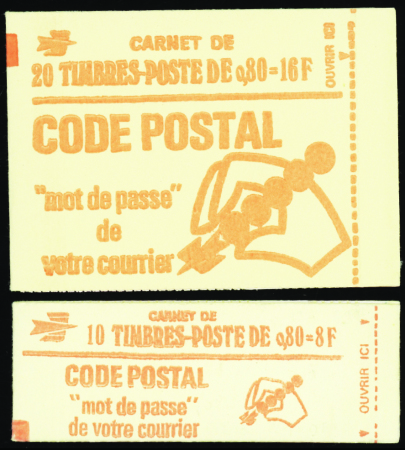 CARNET DE
20 TIMBRES-POSTE DE 0,80=16F
OUVRIR ICI
CODE POSTAL
"mot de passe"
de
votre courrier
CARNET DE
10 TIMBRES-POSTE DE 0,80=8F
OUVRIR ICI
CODE POSTAL
"mot de passe"
de votre courrier